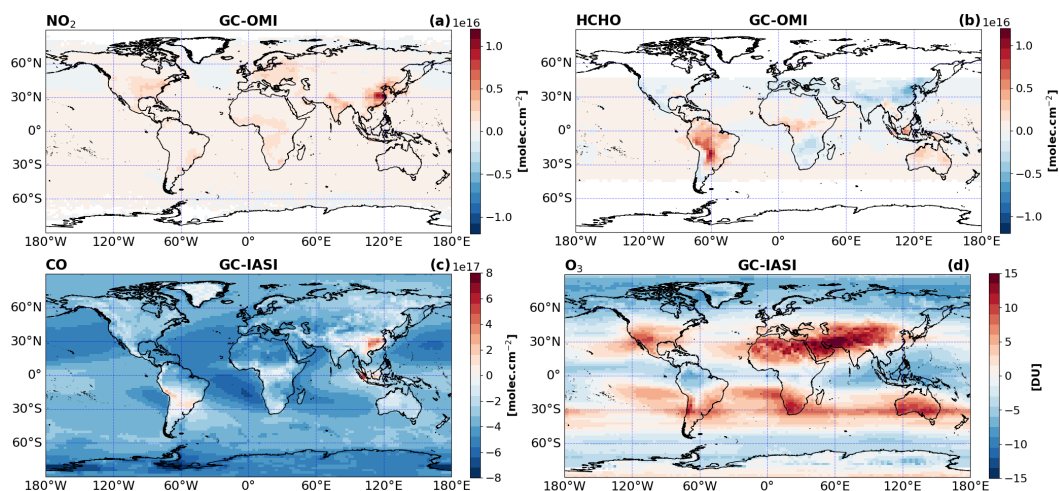 NO₂ GC-OMI (a) 1e16
60°N
30°N
0°
30°S
60°S
180°W 120°W 60°W 0° 60°E 120°E 180°E
1.0
0.5
0.0
−0.5
−1.0
[molec.cm⁻²]
HCHO GC-OMI (b) 1e16
60°N
30°N
0°
30°S
60°S
180°W 120°W 60°W 0° 60°E 120°E 180°E
1.0
0.5
0.0
−0.5
−1.0
[molec.cm⁻²]
CO GC-IASI (c) 1e17
60°N
30°N
0°
30°S
60°S
180°W 120°W 60°W 0° 60°E 120°E 180°E
8
6
4
2
0
−2
−4
−6
−8
[molec.cm⁻²]
O₃ GC-IASI (d)
60°N
30°N
0°
30°S
60°S
180°W 120°W 60°W 0° 60°E 120°E 180°E
15
10
5
0
−5
−10
−15
[DU]